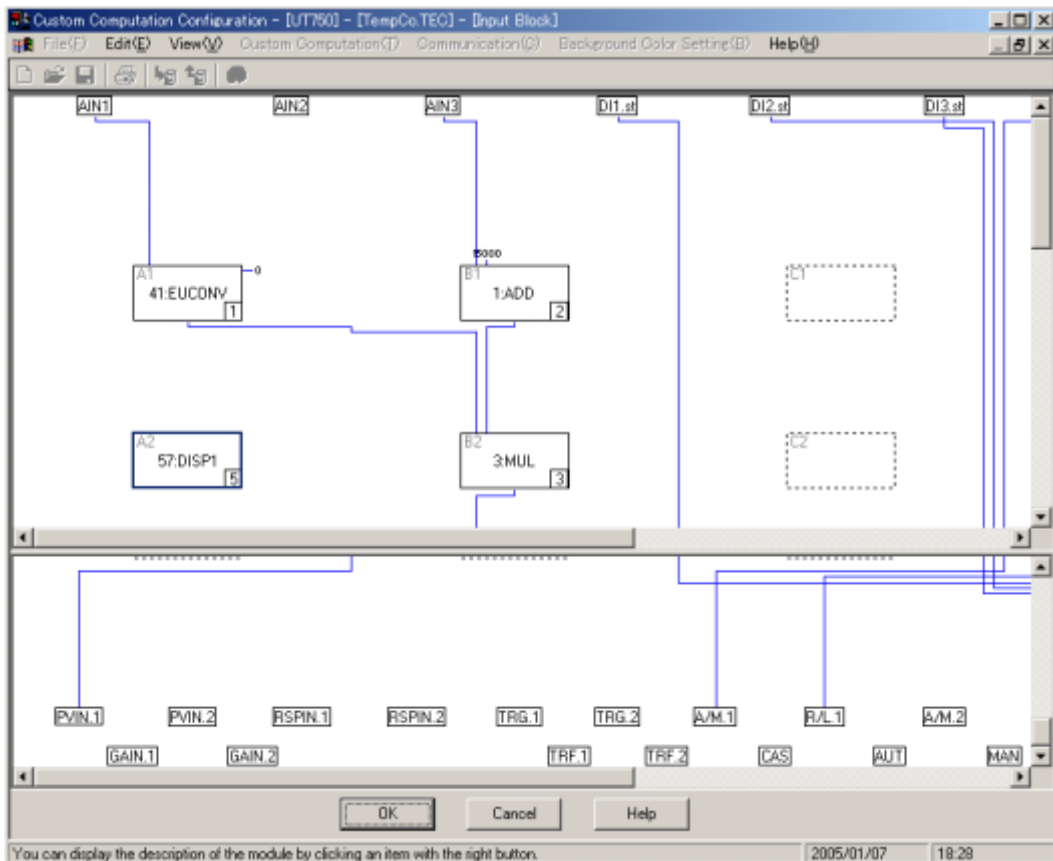 Custom Computation Configuration - [UT750] - [TempCo.TEC] - [Input Block]
File(F) Edit(E) View(V) Custom Computation(T) Communication(C) Background Color Setting(B) Help(H)
AIN1 AIN2 AIN3 DI1.st DI2.st DI3.st
A1
41:EUCONV
0
1
15000
B1
1:ADD
2
C1
A2
57:DISP1
5
B2
3:MUL
3
C2
PVIN.1 PVIN.2 RSPIN.1 RSPIN.2 TRG.1 TRG.2 A/M.1 R/L.1 A/M.2
GAIN.1 GAIN.2 TRF.1 TRF.2 CAS AUT MAN
OK Cancel Help
You can display the description of the module by clicking an item with the right button. 2005/01/07 18:28